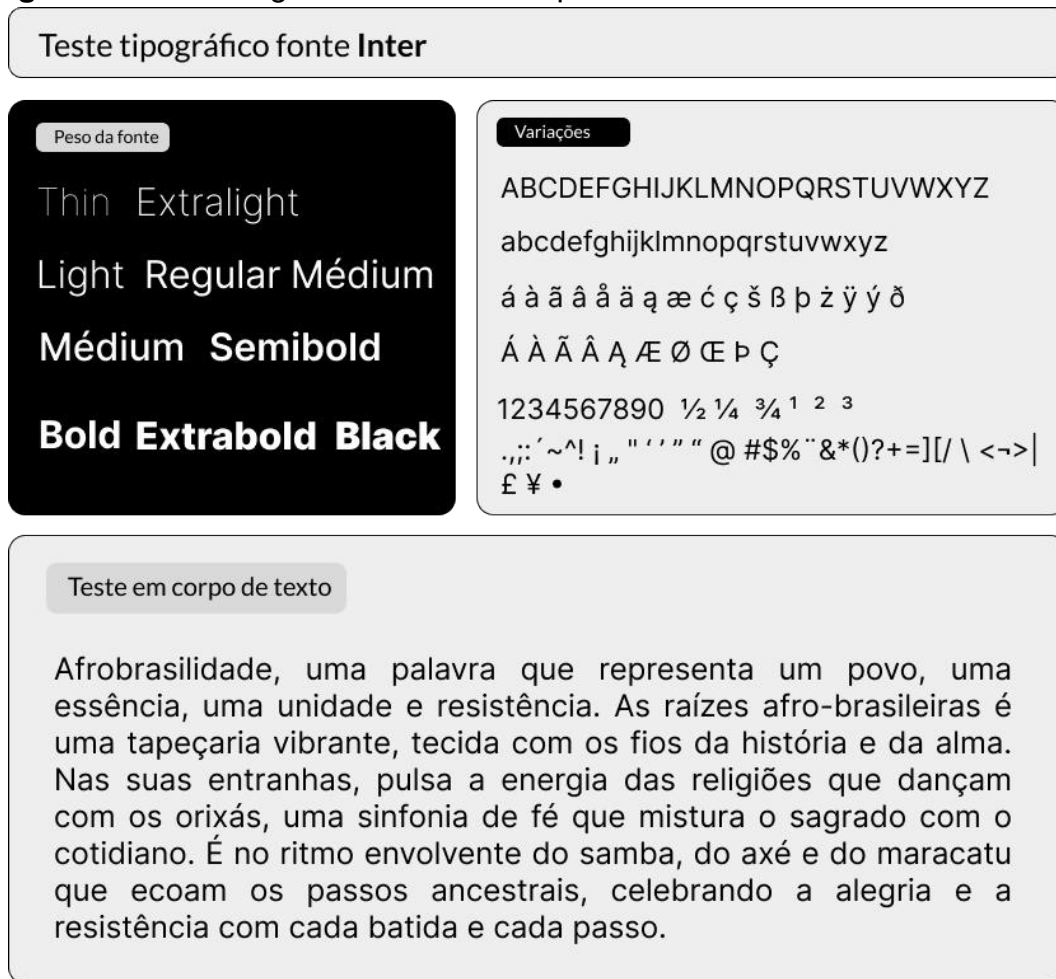 Teste tipográfico fonte Inter
Peso da fonte
Thin Extralight
Light Regular Médium
Médium Semibold
Bold Extrabold Black
Variações
ABCDEFGHIJKLMNOPQRSTUVWXYZ
abcdefghijklmnopqrstuvwxyz
á à ã â å ä ą æ ć ç š ß þ ż ÿ ý ð
Á À Ã Â Ą Æ Ø Œ Þ Ç
1234567890 ½ ¼ ¾ ¹ ² ³
.,;:´~^! ¡ „ " ‘ ’ ” “ @ #$%¨&*()?+=][/ \ <¬>|
£ ¥ •
Teste em corpo de texto
Afrobrasilidade, uma palavra que representa um povo, uma
essência, uma unidade e resistência. As raízes afro-brasileiras é
uma tapeçaria vibrante, tecida com os fios da história e da alma.
Nas suas entranhas, pulsa a energia das religiões que dançam
com os orixás, uma sinfonia de fé que mistura o sagrado com o
cotidiano. É no ritmo envolvente do samba, do axé e do maracatu
que ecoam os passos ancestrais, celebrando a alegria e a
resistência com cada batida e cada passo.